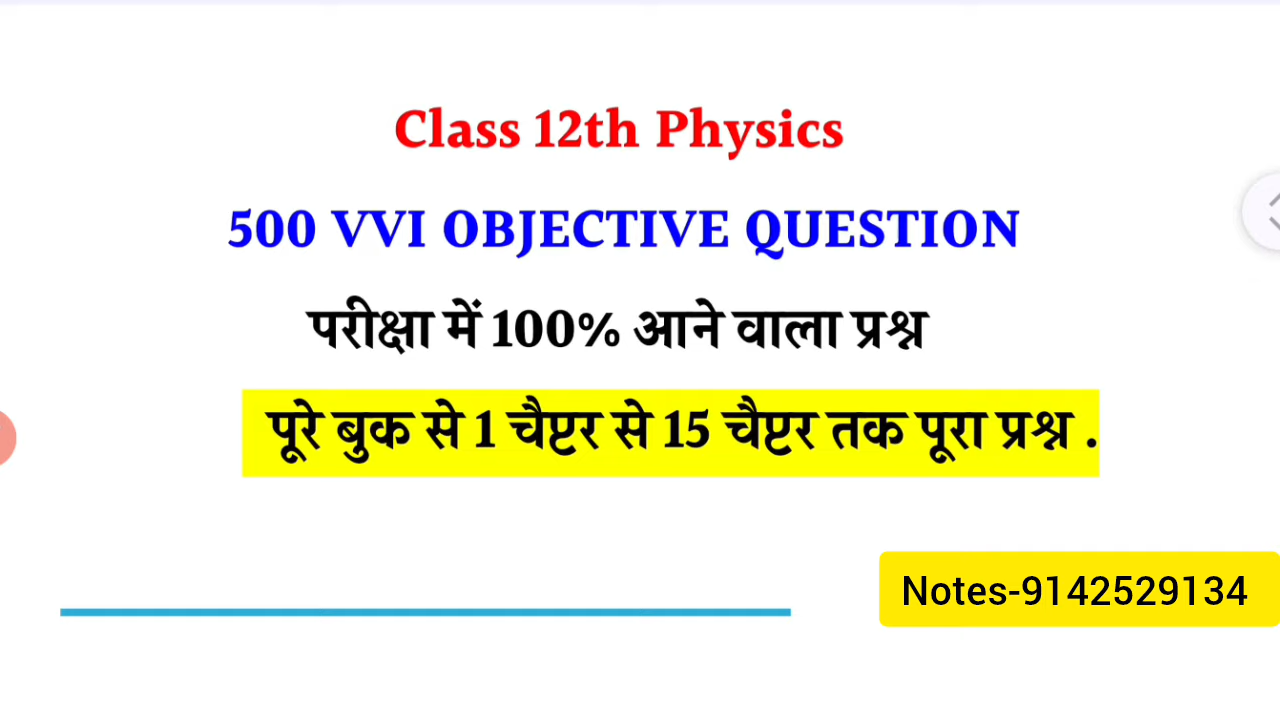 Class 12th Physics
500 VVI OBJECTIVE QUESTION
परीक्षा में 100% आने वाला प्रश्न
पूरे बुक से 1 चैप्टर से 15 चैप्टर तक पूरा प्रश्न .
Notes-9142529134